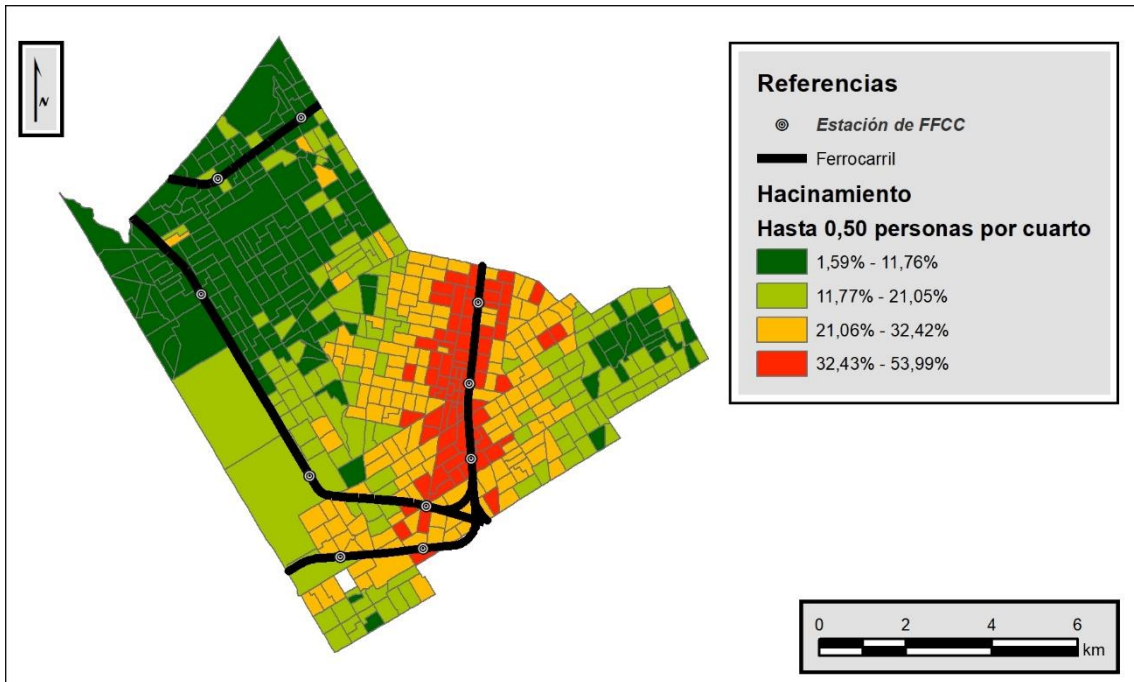 N
Referencias
Estación de FFCC
Ferrocarril
Hacinamiento
Hasta 0,50 personas por cuarto
1,59% - 11,76%
11,77% - 21,05%
21,06% - 32,42%
32,43% - 53,99%
0 2 4 6
km